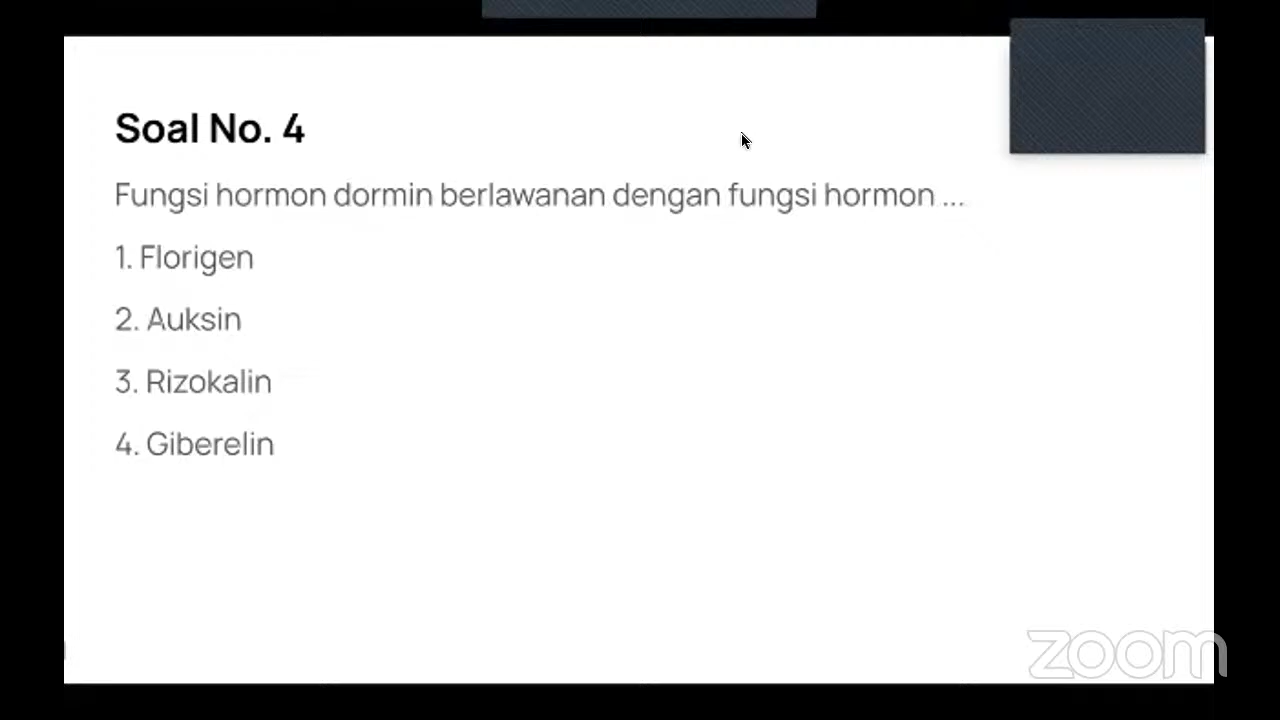 Soal No. 4
Fungsi hormon dormin berlawanan dengan fungsi hormon ...
1. Florigen
2. Auksin
3. Rizokalin
4. Giberelin
zoom